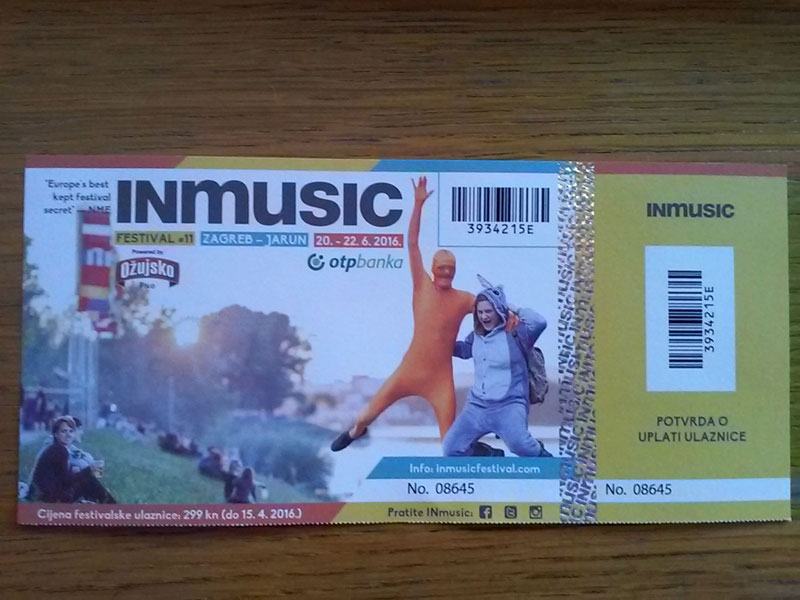 'Europe's best
kept festival
secret' – NME
INMUSIC
FESTIVAL #11 ZAGREB – JARUN 20. - 22. 6. 2016.
Powered by
Ožujsko
Pivo
otpbanka
3934215E
Info: inmusicfestival.com
No. 08645
Cijena festivalske ulaznice: 299 kn (do 15. 4. 2016.)
Pratite INmusic:
INMUSIC
3934215E
POTVRDA O
UPLATI ULAZNICE
No. 08645